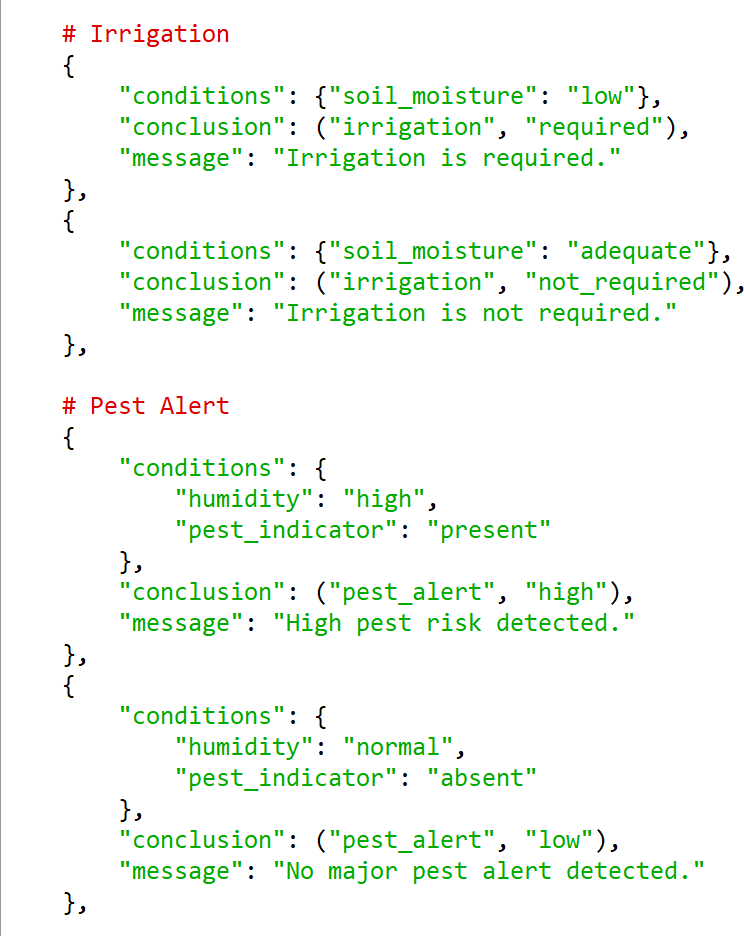 # Irrigation
{
    "conditions": {"soil_moisture": "low"},
    "conclusion": ("irrigation", "required"),
    "message": "Irrigation is required."
},
{
    "conditions": {"soil_moisture": "adequate"},
    "conclusion": ("irrigation", "not_required"),
    "message": "Irrigation is not required."
},

# Pest Alert
{
    "conditions": {
        "humidity": "high",
        "pest_indicator": "present"
    },
    "conclusion": ("pest_alert", "high"),
    "message": "High pest risk detected."
},
{
    "conditions": {
        "humidity": "normal",
        "pest_indicator": "absent"
    },
    "conclusion": ("pest_alert", "low"),
    "message": "No major pest alert detected."
},